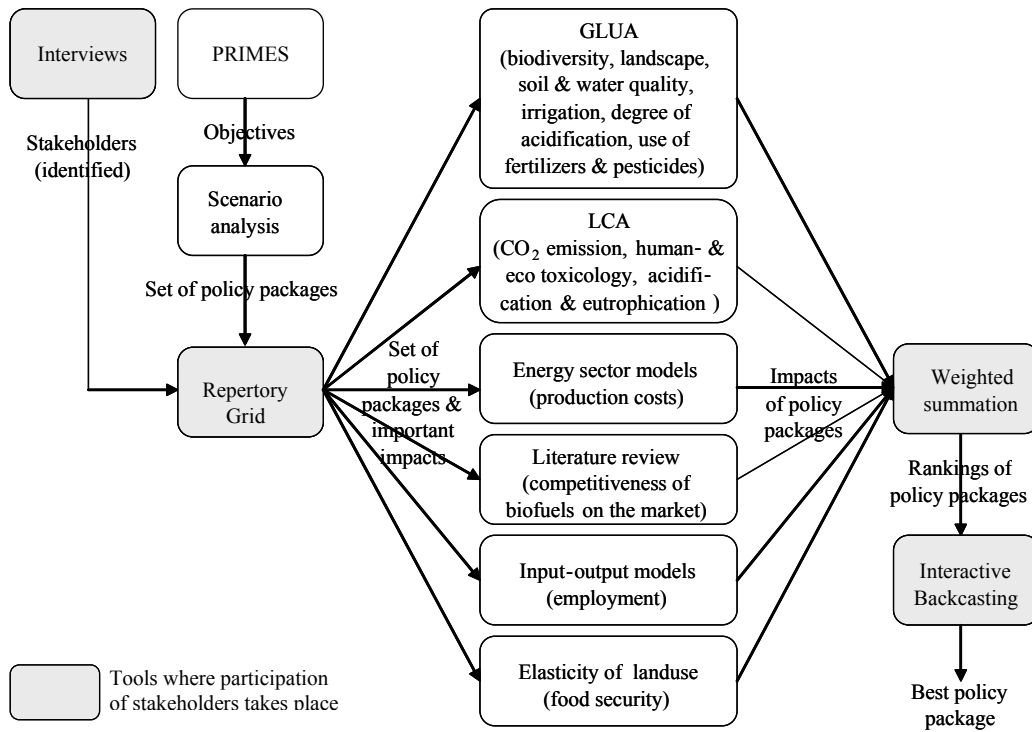 Interviews
PRIMES
Stakeholders
(identified)
Objectives
Scenario
analysis
Set of policy packages
Repertory
Grid
Set of
policy
packages &
important
impacts
GLUA
(biodiversity, landscape,
soil & water quality,
irrigation, degree of
acidification, use of
fertilizers & pesticides)
LCA
(CO₂ emission, human- &
eco toxicology, acidifi-
cation & eutrophication )
Energy sector models
(production costs)
Literature review
(competitiveness of
biofuels on the market)
Input-output models
(employment)
Elasticity of landuse
(food security)
Impacts
of policy
packages
Weighted
summation
Rankings of
policy packages
Interactive
Backcasting
Best policy
package
Tools where participation
of stakeholders takes place